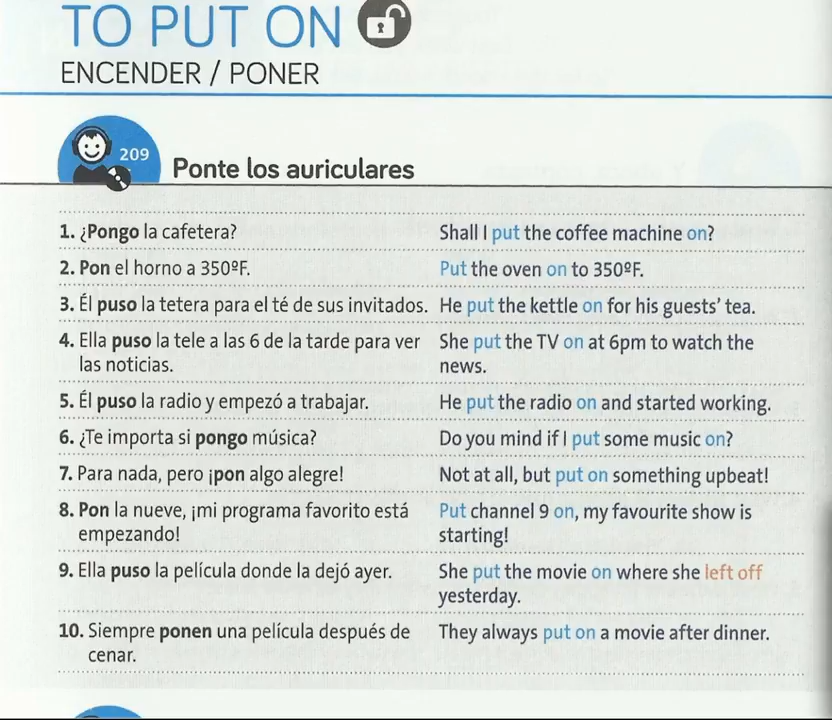 TO PUT ON
ENCENDER / PONER
209
Ponte los auriculares
1. ¿Pongo la cafetera?
Shall I put the coffee machine on?
2. Pon el horno a 350ºF.
Put the oven on to 350ºF.
3. Él puso la tetera para el té de sus invitados.
He put the kettle on for his guests' tea.
4. Ella puso la tele a las 6 de la tarde para ver
las noticias.
She put the TV on at 6pm to watch the
news.
5. Él puso la radio y empezó a trabajar.
He put the radio on and started working.
6. ¿Te importa si pongo música?
Do you mind if I put some music on?
7. Para nada, pero ¡pon algo alegre!
Not at all, but put on something upbeat!
8. Pon la nueve, ¡mi programa favorito está
empezando!
Put channel 9 on, my favourite show is
starting!
9. Ella puso la película donde la dejó ayer.
She put the movie on where she left off
yesterday.
10. Siempre ponen una película después de
cenar.
They always put on a movie after dinner.